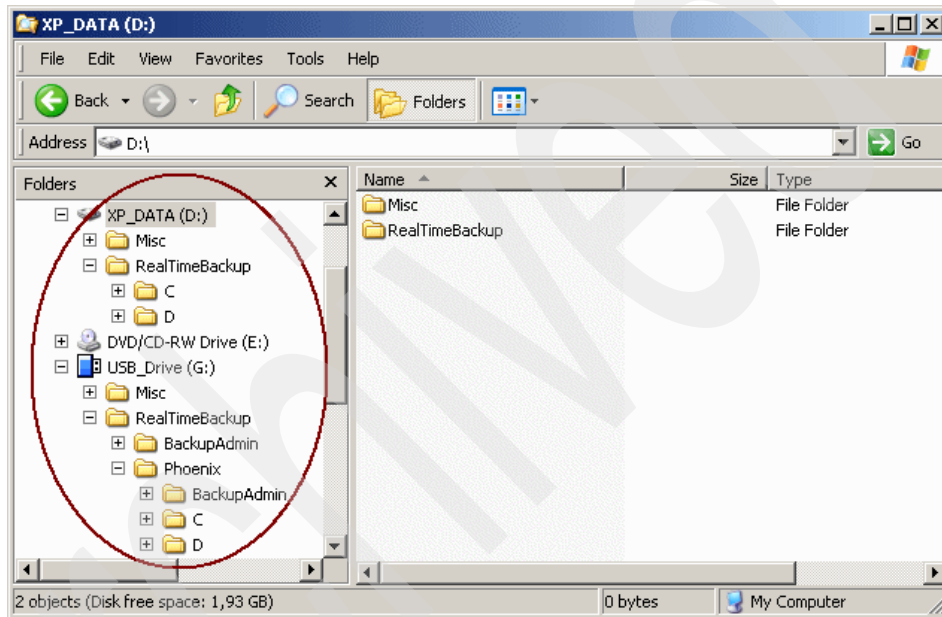 XP_DATA (D:)
File Edit View Favorites Tools Help
Back Search Folders
Address D:\ Go
Folders x
XP_DATA (D:)
Misc
RealTimeBackup
C
D
DVD/CD-RW Drive (E:)
USB_Drive (G:)
Misc
RealTimeBackup
BackupAdmin
Phoenix
BackupAdmin
C
D
Name Size Type
Misc File Folder
RealTimeBackup File Folder
2 objects (Disk free space: 1,93 GB) 0 bytes My Computer